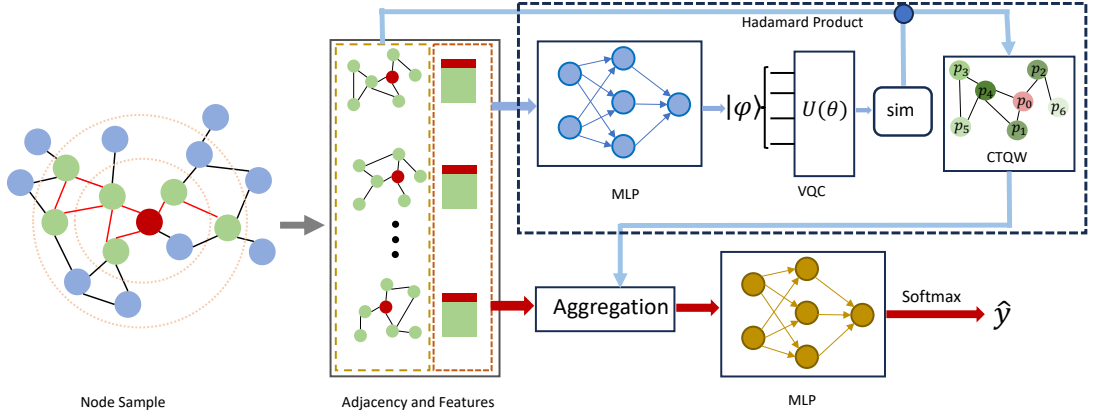 Hadamard Product
MLP
|φ⟩
U(θ)
VQC
sim
p₃
p₂
p₄
p₀
p₆
p₅
p₁
CTQW
Aggregation
MLP
Softmax
ŷ
Node Sample
Adjacency and Features